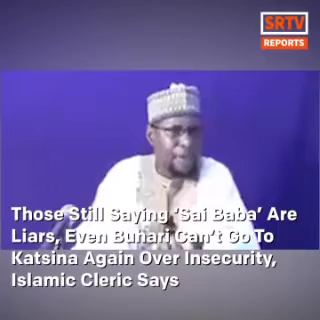 SRTV
REPORTS
Those Still Saying ‘Sai Baba’ Are
Liars, Even Buhari Can’t Go To
Katsina Again Over Insecurity,
Islamic Cleric Says